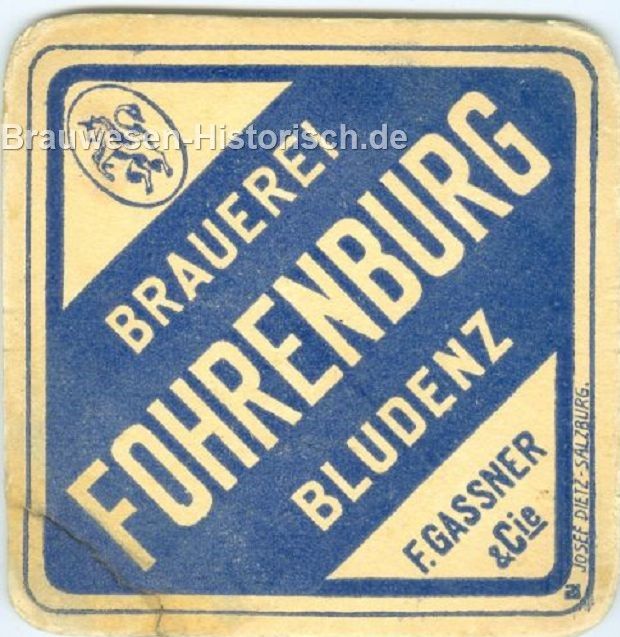 Brauwesen-Historisch.de
BRAUEREI
FOHRENBURG
BLUDENZ
F. GASSNER
& Cie
JOSEF DIETZ-SALZBURG.